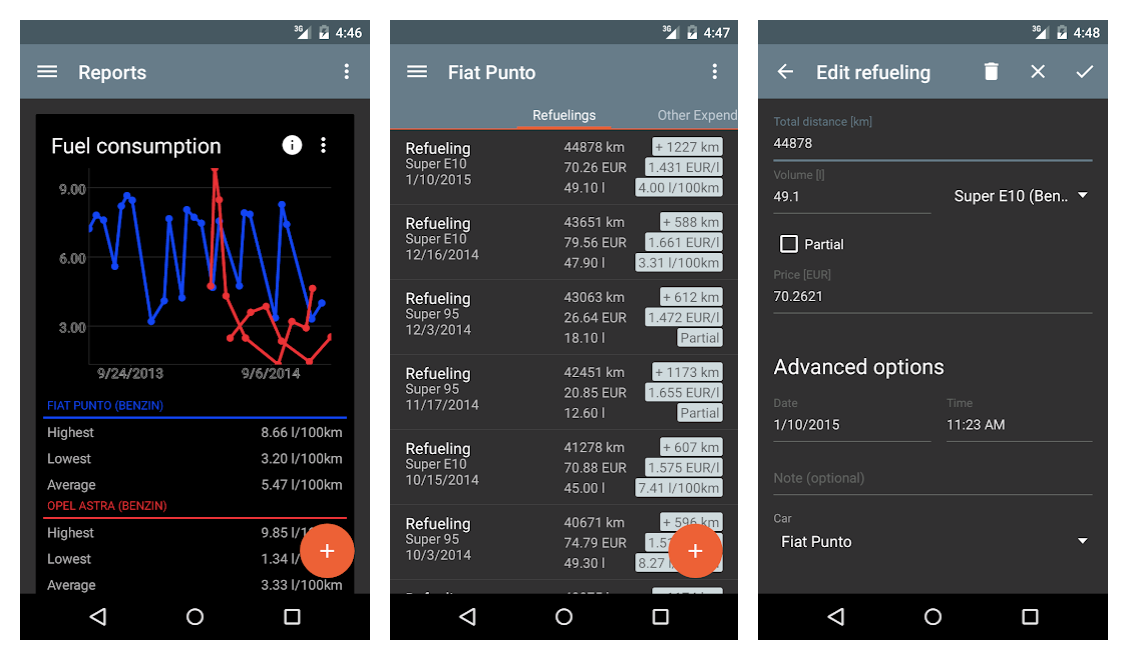 3G 4:46
Reports
Fuel consumption
9.00
6.00
3.00
9/24/2013 9/6/2014
FIAT PUNTO (BENZIN)
Highest 8.66 l/100km
Lowest 3.20 l/100km
Average 5.47 l/100km
OPEL ASTRA (BENZIN)
Highest 9.85 l/1
Lowest 1.34 l/
Average 3.33 l/100km
3G 4:47
Fiat Punto
Refuelings Other Expend
Refueling 44878 km + 1227 km
Super E10 70.26 EUR 1.431 EUR/l
1/10/2015 49.10 l 4.00 l/100km
Refueling 43651 km + 588 km
Super E10 79.56 EUR 1.661 EUR/l
12/16/2014 47.90 l 3.31 l/100km
Refueling 43063 km + 612 km
Super 95 26.64 EUR 1.472 EUR/l
12/3/2014 18.10 l Partial
Refueling 42451 km + 1173 km
Super 95 20.85 EUR 1.655 EUR/l
11/17/2014 12.60 l Partial
Refueling 41278 km + 607 km
Super E10 70.88 EUR 1.575 EUR/l
10/15/2014 45.00 l 7.41 l/100km
Refueling 40671 km + 596 km
Super 95 74.79 EUR 1.5
10/3/2014 49.30 l 8.27 l
3G 4:48
Edit refueling
Total distance [km]
44878
Volume [l]
49.1 Super E10 (Ben..
Partial
Price [EUR]
70.2621
Advanced options
Date Time
1/10/2015 11:23 AM
Note (optional)
Car
Fiat Punto